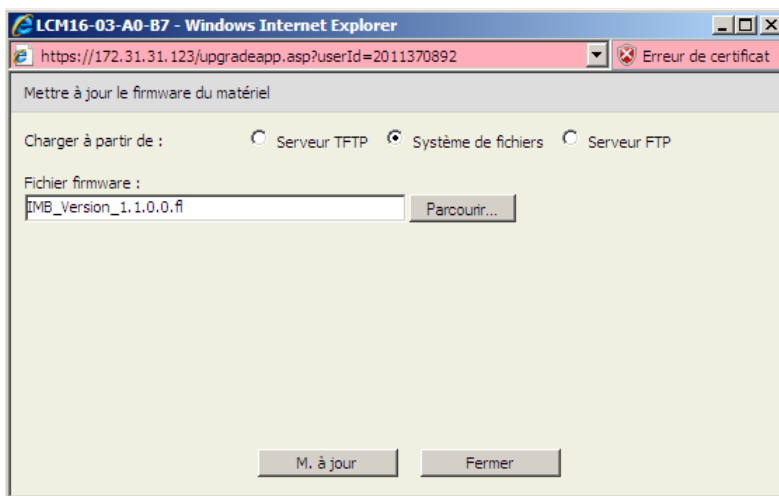 LCM16-03-A0-B7 - Windows Internet Explorer
https://172.31.31.123/upgradeapp.asp?userId=2011370892 Erreur de certificat
Mettre à jour le firmware du matériel
Charger à partir de : Serveur TFTP Système de fichiers Serveur FTP
Fichier firmware :
IMB_Version_1.1.0.0.fl Parcourir...
M. à jour Fermer